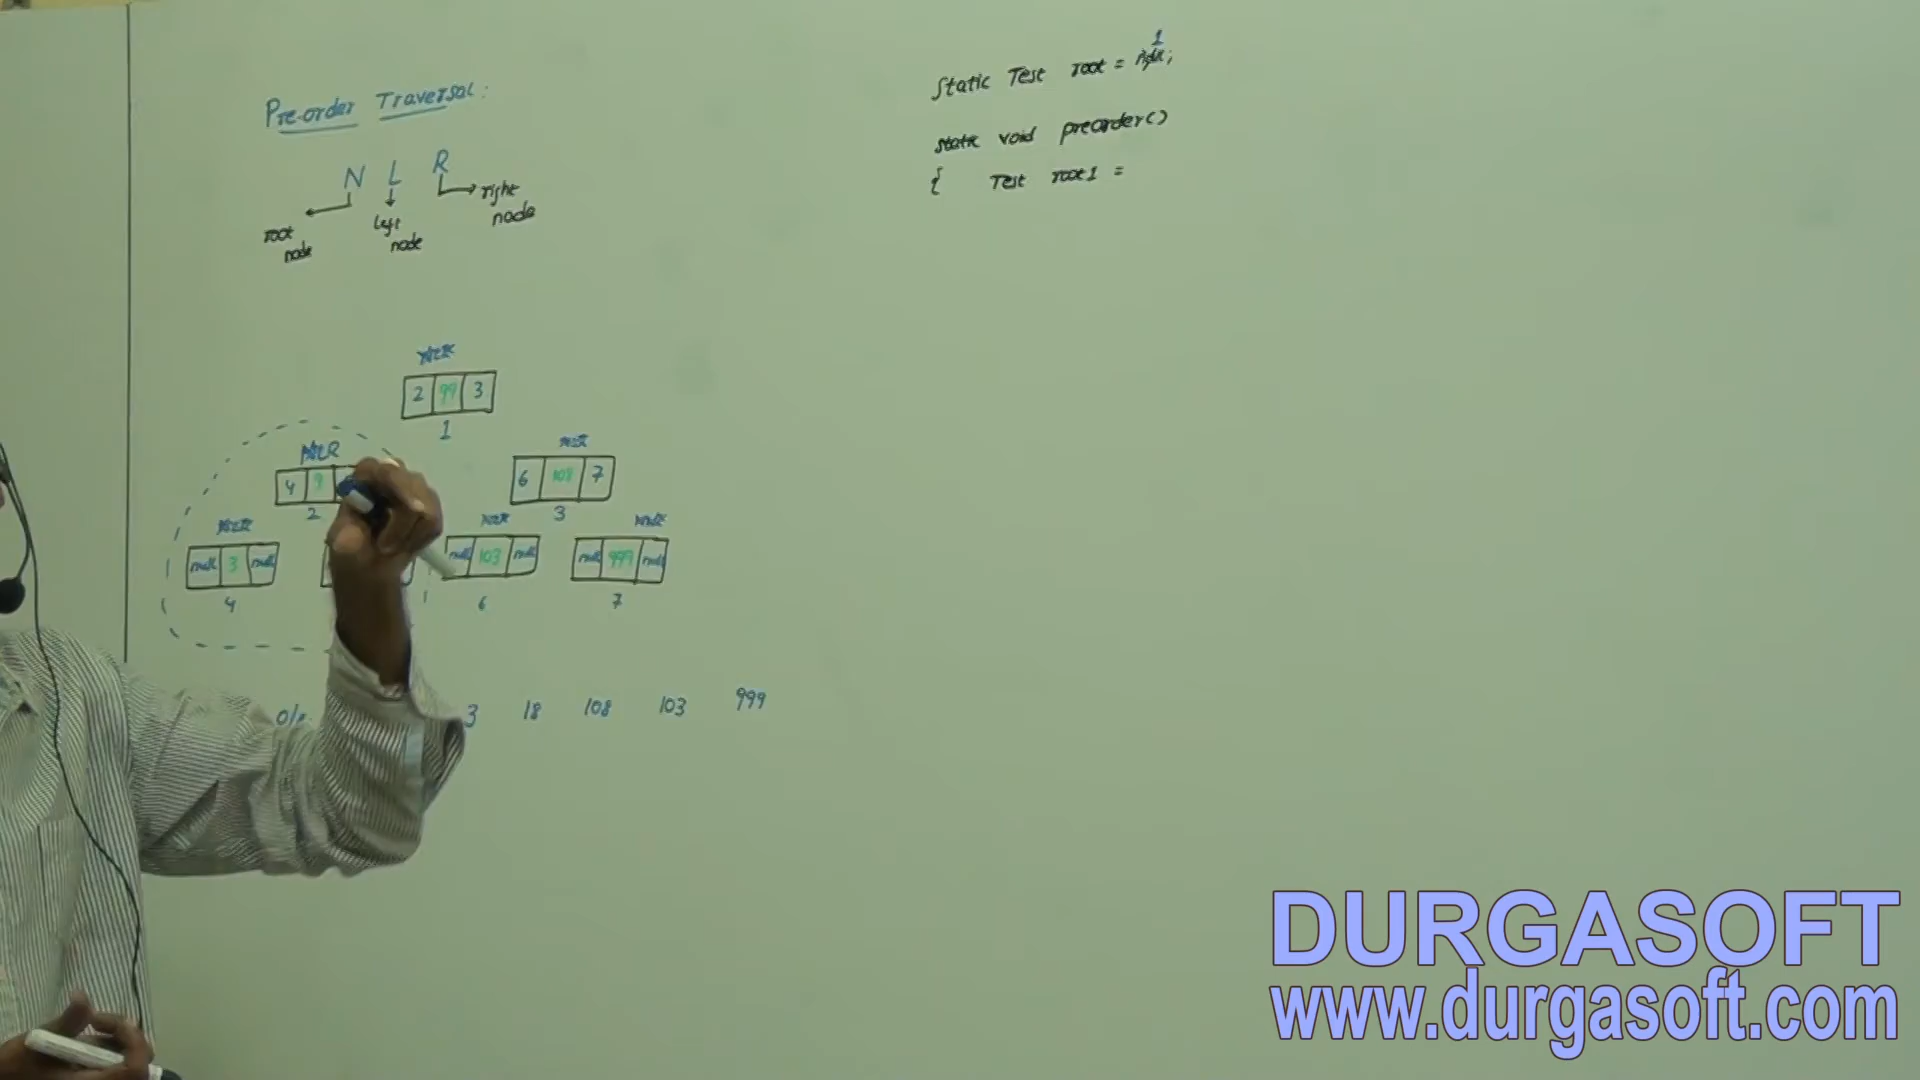 Pre-order Traversal:
N L R
root node
left node
right node
2 99 3
1
4 9
2
6 108 7
3
null 3 null
4
null 103 null
6
null 999 null
7
3 18 108 103 999
Static Test root = 1
static void preorder()
{ Test root1 =
DURGASOFT
www.durgasoft.com